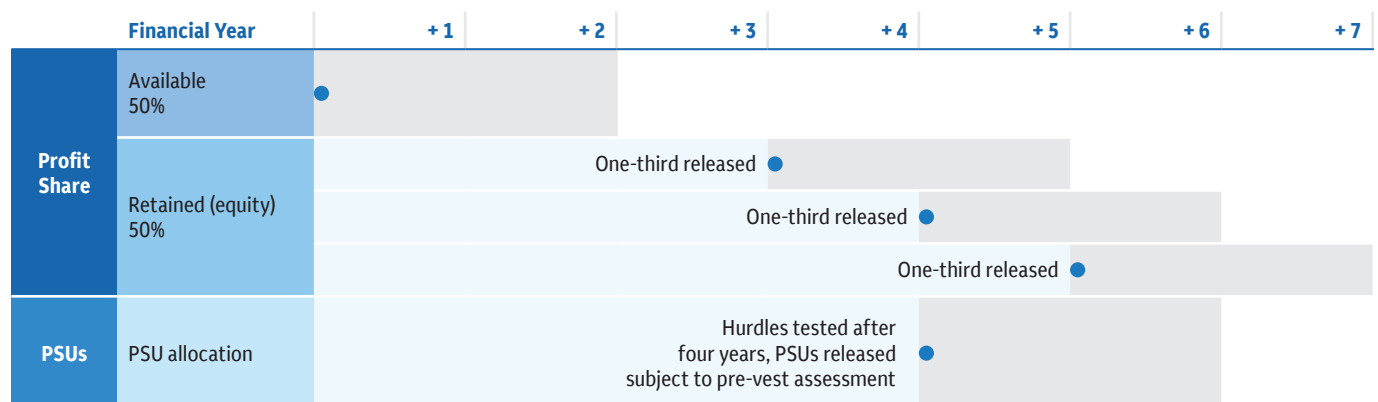 Financial Year + 1 + 2 + 3 + 4 + 5 + 6 + 7
Profit
Share
Available
50%
Retained (equity)
50%
One-third released
One-third released
One-third released
PSUs
PSU allocation
Hurdles tested after
four years, PSUs released
subject to pre-vest assessment